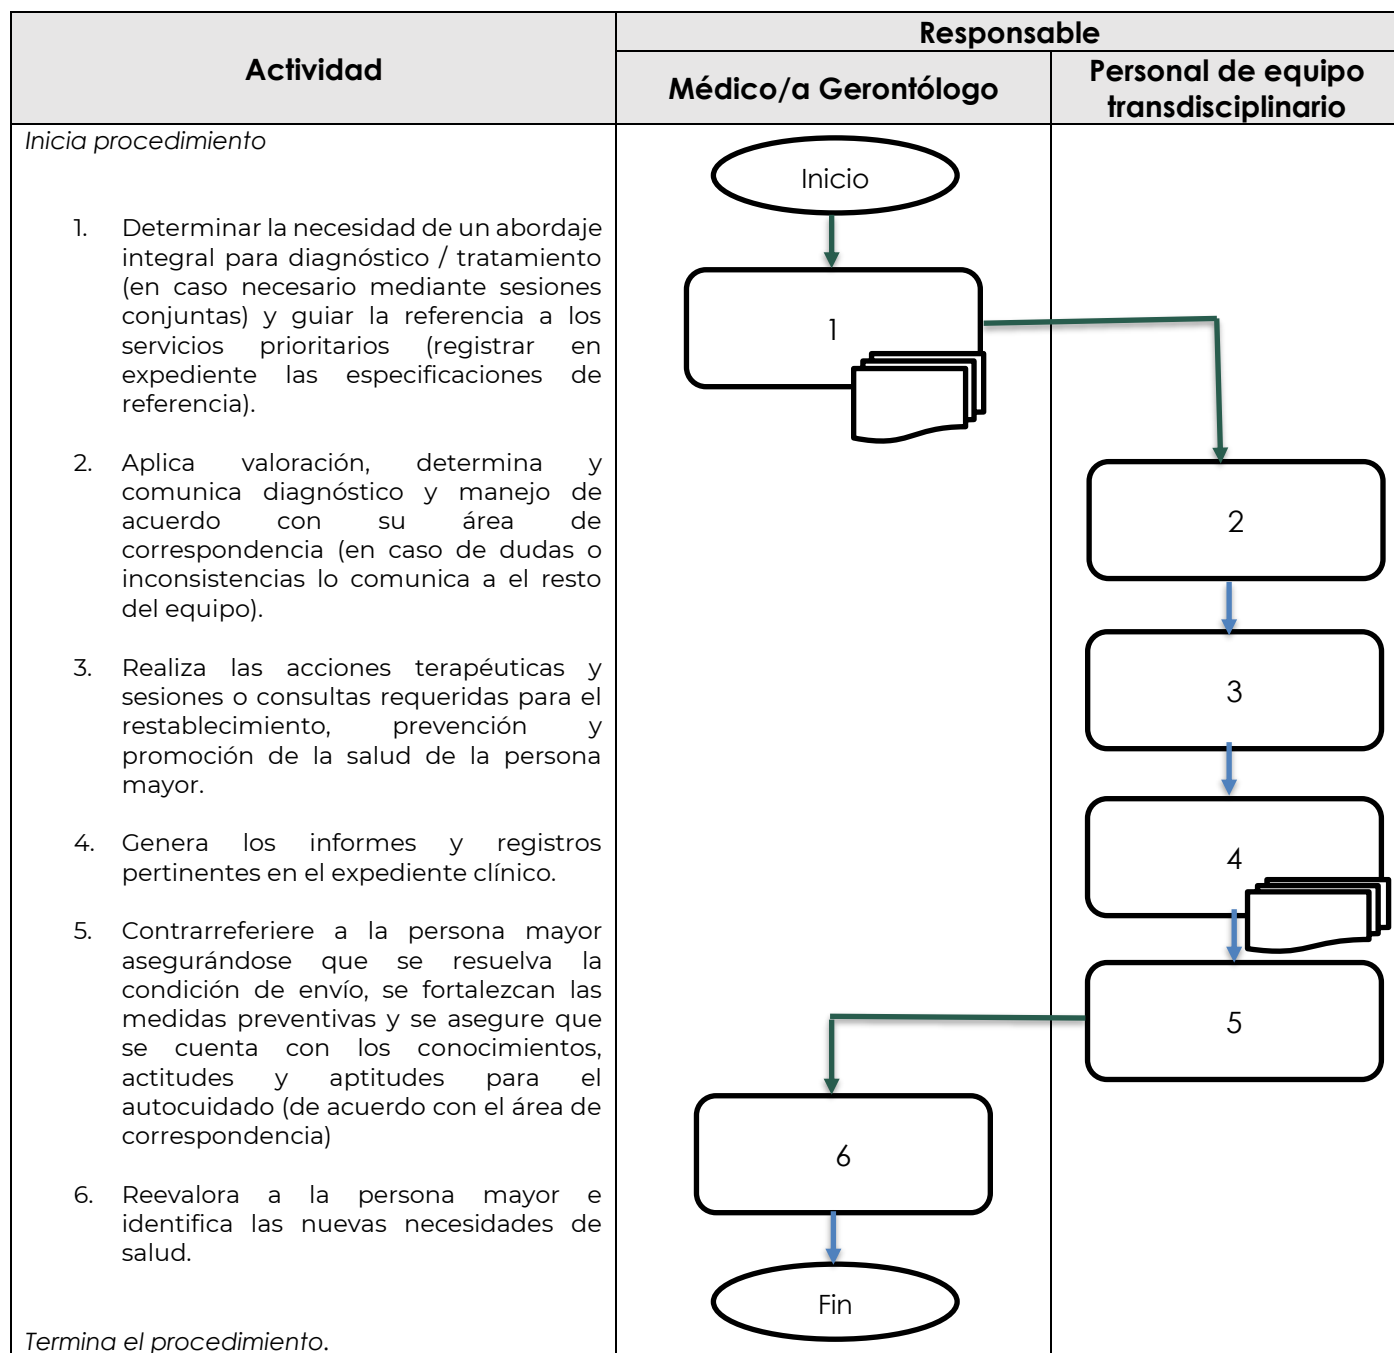 Actividad
Responsable
Médico/a Gerontólogo
Personal de equipo
transdisciplinario
Inicia procedimiento
1. Determinar la necesidad de un abordaje
integral para diagnóstico / tratamiento
(en caso necesario mediante sesiones
conjuntas) y guiar la referencia a los
servicios prioritarios (registrar en
expediente las especificaciones de
referencia).
2. Aplica valoración, determina y
comunica diagnóstico y manejo de
acuerdo con su área de
correspondencia (en caso de dudas o
inconsistencias lo comunica a el resto
del equipo).
3. Realiza las acciones terapéuticas y
sesiones o consultas requeridas para el
restablecimiento, prevención y
promoción de la salud de la persona
mayor.
4. Genera los informes y registros
pertinentes en el expediente clínico.
5. Contrarreferiere a la persona mayor
asegurándose que se resuelva la
condición de envío, se fortalezcan las
medidas preventivas y se asegure que
se cuenta con los conocimientos,
actitudes y aptitudes para el
autocuidado (de acuerdo con el área de
correspondencia)
6. Reevalora a la persona mayor e
identifica las nuevas necesidades de
salud.
Termina el procedimiento.
Inicio
1
2
3
4
5
6
Fin